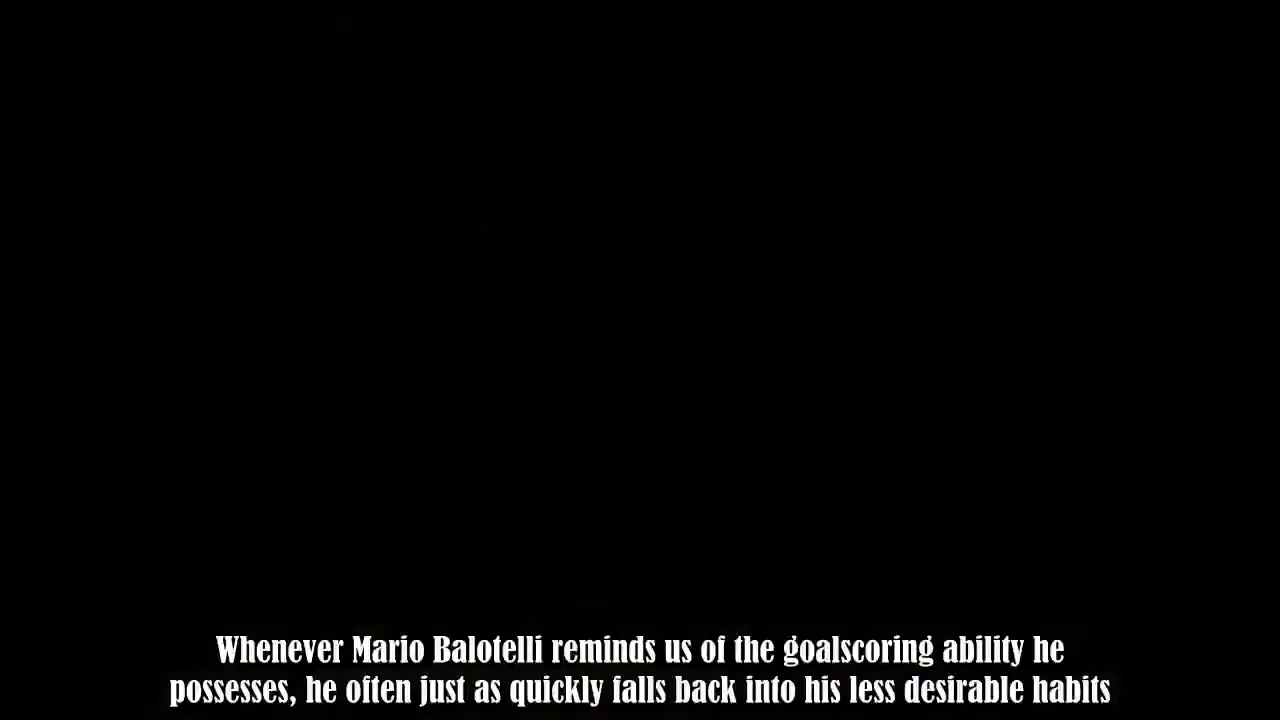 Whenever Mario Balotelli reminds us of the goalscoring ability he
possesses, he often just as quickly falls back into his less desirable habits